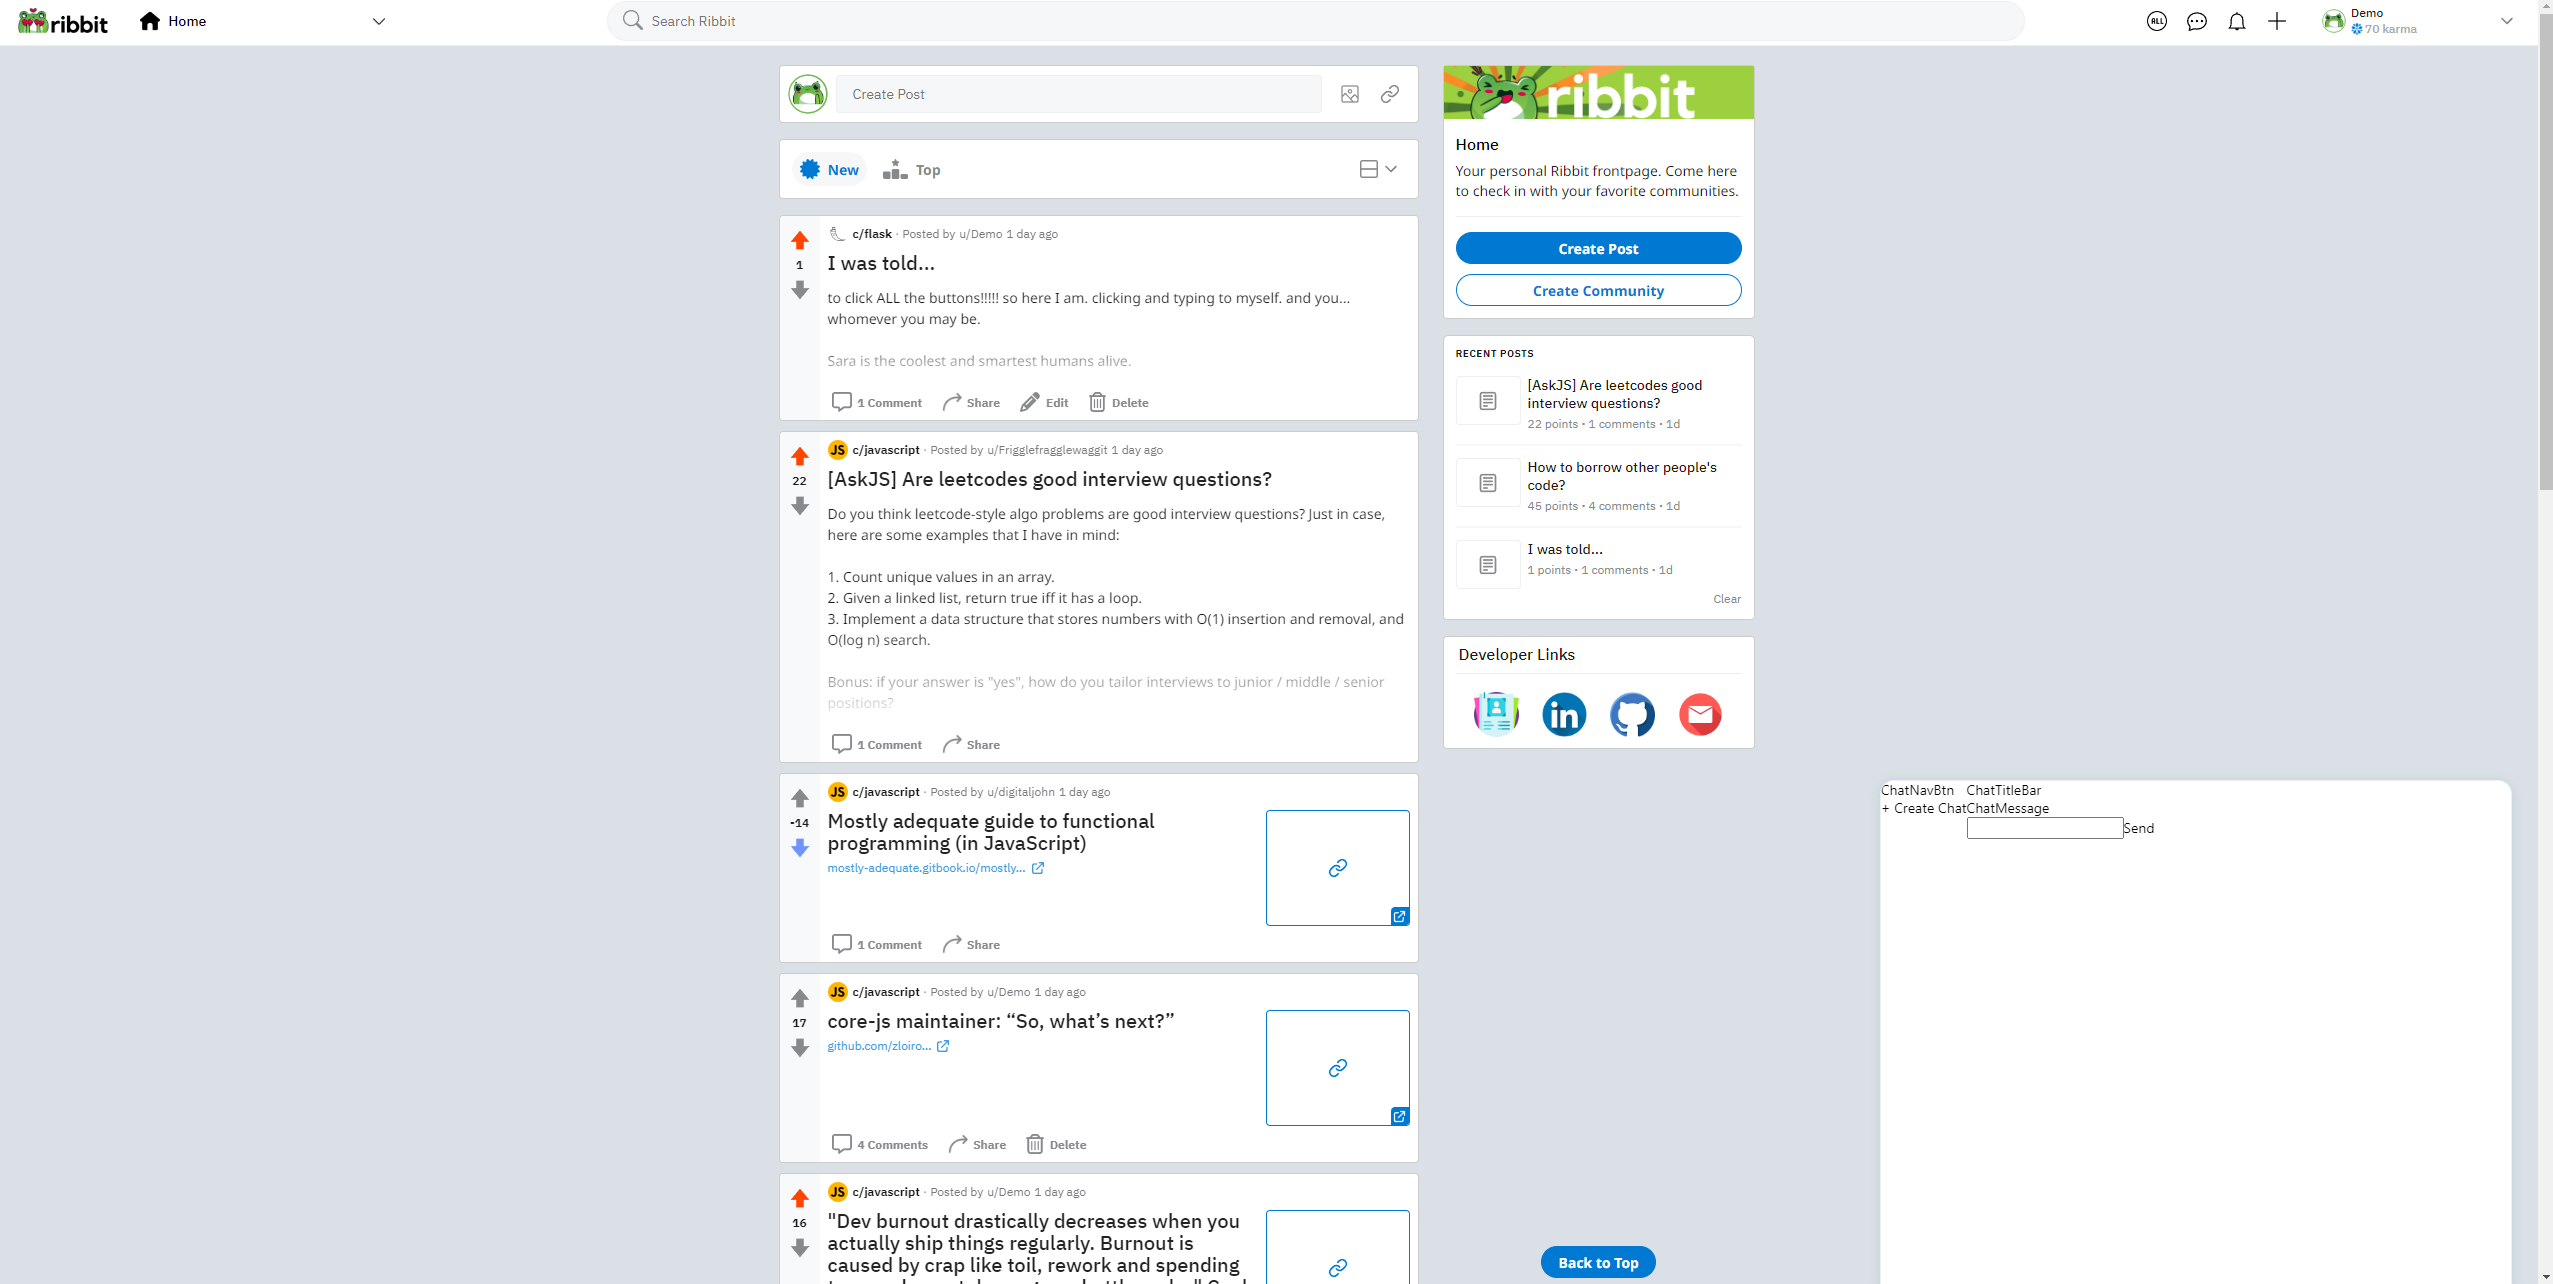 ribbit
Home
Search Ribbit
ALL
Demo
70 karma
Create Post
New
Top
c/flask · Posted by u/Demo 1 day ago
1
I was told...
to click ALL the buttons!!!!! so here I am. clicking and typing to myself. and you...
whomever you may be.
Sara is the coolest and smartest humans alive.
1 Comment Share Edit Delete
JS c/javascript · Posted by u/Frigglefragglewaggit 1 day ago
22
[AskJS] Are leetcodes good interview questions?
Do you think leetcode-style algo problems are good interview questions? Just in case,
here are some examples that I have in mind:
1. Count unique values in an array.
2. Given a linked list, return true iff it has a loop.
3. Implement a data structure that stores numbers with O(1) insertion and removal, and
O(log n) search.
Bonus: if your answer is "yes", how do you tailor interviews to junior / middle / senior
positions?
1 Comment Share
JS c/javascript · Posted by u/digitaljohn 1 day ago
-14
Mostly adequate guide to functional
programming (in JavaScript)
mostly-adequate.gitbook.io/mostly...
1 Comment Share
JS c/javascript · Posted by u/Demo 1 day ago
17
core-js maintainer: “So, what’s next?”
github.com/zloiro...
4 Comments Share Delete
JS c/javascript · Posted by u/Demo 1 day ago
16
"Dev burnout drastically decreases when you
actually ship things regularly. Burnout is
caused by crap like toil, rework and spending
ribbit
Home
Your personal Ribbit frontpage. Come here
to check in with your favorite communities.
Create Post
Create Community
RECENT POSTS
[AskJS] Are leetcodes good
interview questions?
22 points • 1 comments • 1d
How to borrow other people's
code?
45 points • 4 comments • 1d
I was told...
1 points • 1 comments • 1d
Clear
Developer Links
in
Back to Top
ChatNavBtn ChatTitleBar
+ Create ChatChatMessage
Send